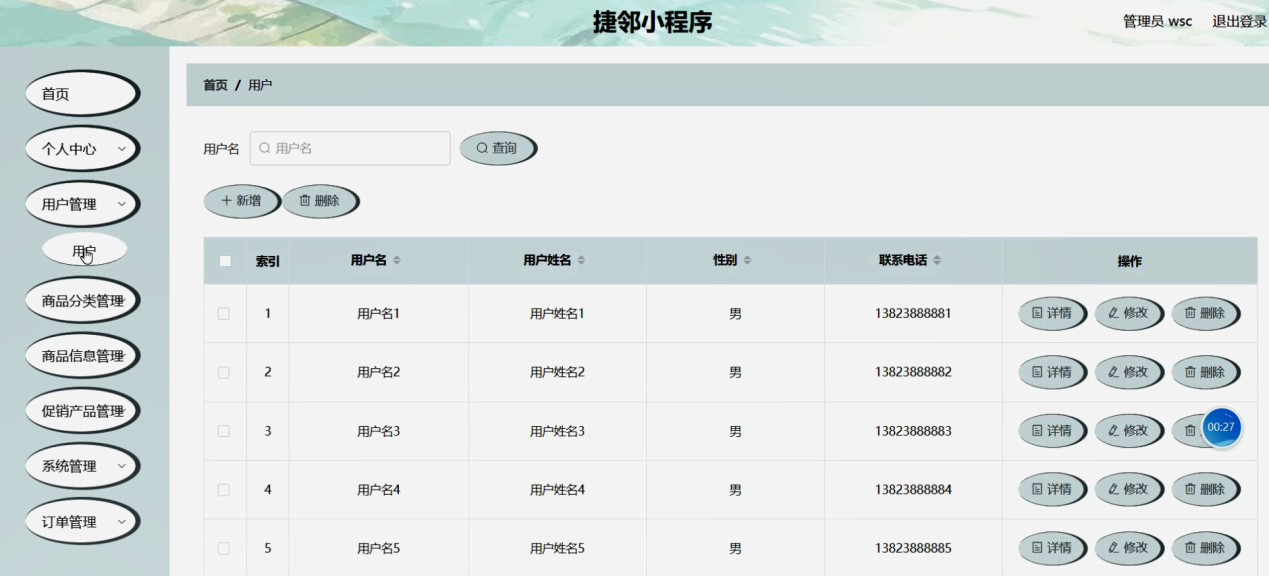 捷邻小程序
管理员 wsc 退出登录
首页
个人中心
用户管理
用户
商品分类管理
商品信息管理
促销产品管理
系统管理
订单管理
首页 / 用户
用户名 用户名 查询
+ 新增 删除
索引 用户名 用户姓名 性别 联系电话 操作
1 用户名1 用户姓名1 男 13823888881 详情 修改 删除
2 用户名2 用户姓名2 男 13823888882 详情 修改 删除
3 用户名3 用户姓名3 男 13823888883 详情 修改 00:27
4 用户名4 用户姓名4 男 13823888884 详情 修改 删除
5 用户名5 用户姓名5 男 13823888885 详情 修改 删除